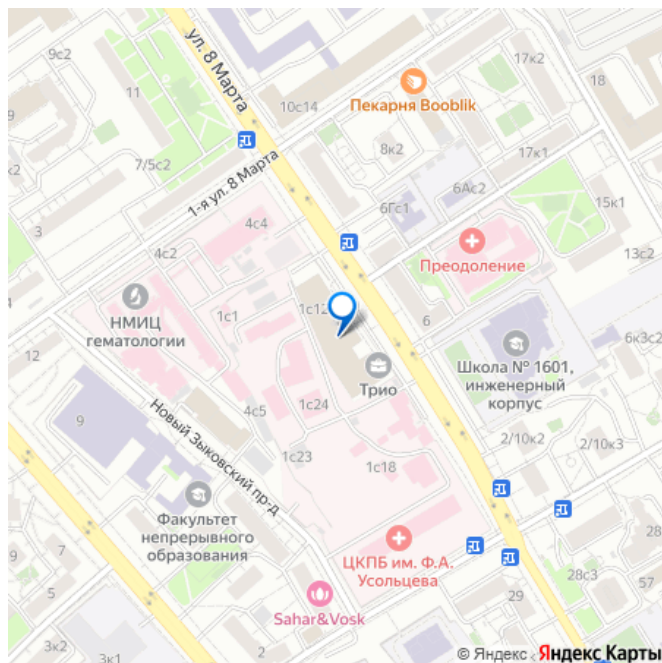 9с2
17к2
ул. 8 Марта
11
18
10с14
Пекарня Booblik
9
8к2
17к1
7/5с2
1-я ул. 8 Марта
6Ас2
6Гс1
15к1
3
4с4
4с2
13с2
Преодоление
НМИЦ
гематологии
1с1
1с12
6
6к3с2
12
Школа № 1601,
инженерный
корпус
Трио
9
Новый Зыковский пр-д
4с5
1с24
2/10к2
2/10к3
1с23
1с18
Факультет
непрерывного
образования
7
ЦКПБ им. Ф.А.
Усольцева
5
28с3
57
Sahar&Vosk
29
3к2
3к1
2
© Яндекс
Яндекс Карты